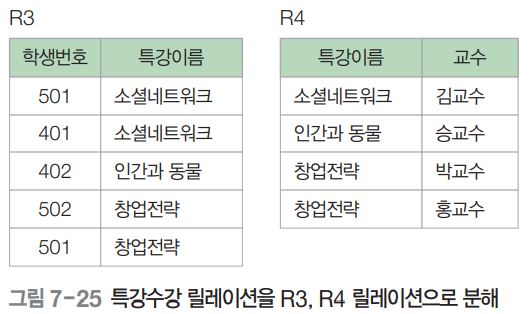 R3
학생번호 특강이름
501 소셜네트워크
401 소셜네트워크
402 인간과 동물
502 창업전략
501 창업전략
R4
특강이름 교수
소셜네트워크 김교수
인간과 동물 승교수
창업전략 박교수
창업전략 홍교수
그림 7-25 특강수강 릴레이션을 R3, R4 릴레이션으로 분해